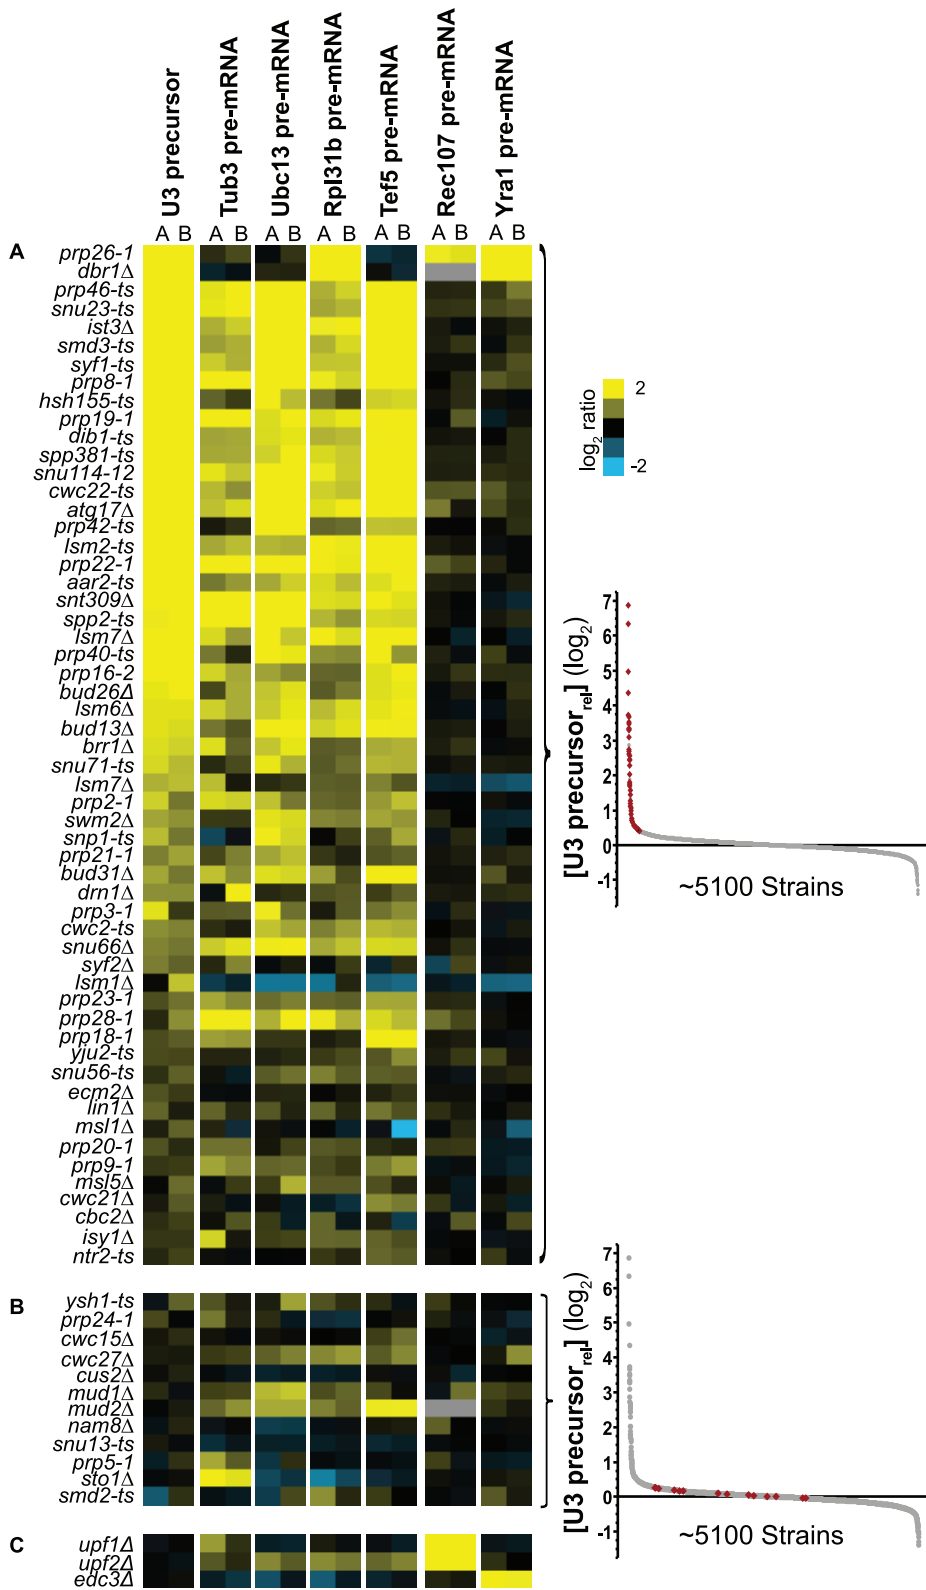 U3 precursor
Tub3 pre-mRNA
Ubc13 pre-mRNA
Rpl31b pre-mRNA
Tef5 pre-mRNA
Rec107 pre-mRNA
Yra1 pre-mRNA
A B A B A B A B A B A B A B
A
prp26-1
dbr1Δ
prp46-ts
snu23-ts
ist3Δ
smd3-ts
syf1-ts
prp8-1
hsh155-ts
prp19-1
dib1-ts
spp381-ts
snu114-12
cwc22-ts
atg17Δ
prp42-ts
lsm2-ts
prp22-1
aar2-ts
snt309Δ
spp2-ts
lsm7Δ
prp40-ts
prp16-2
bud26Δ
lsm6Δ
bud13Δ
brr1Δ
snu71-ts
lsm7Δ
prp2-1
swm2Δ
snp1-ts
prp21-1
bud31Δ
drn1Δ
prp3-1
cwc2-ts
snu66Δ
syf2Δ
lsm1Δ
prp23-1
prp28-1
prp18-1
yju2-ts
snu56-ts
ecm2Δ
lin1Δ
msl1Δ
prp20-1
prp9-1
msl5Δ
cwc21Δ
cbc2Δ
isy1Δ
ntr2-ts
log2 ratio
2
-2
[U3 precursor rel] (log2)
7
6
5
4
3
2
1
0
-1
~5100 Strains
B
ysh1-ts
prp24-1
cwc15Δ
cwc27Δ
cus2Δ
mud1Δ
mud2Δ
nam8Δ
snu13-ts
prp5-1
sto1Δ
smd2-ts
[U3 precursor rel] (log2)
7
6
5
4
3
2
1
0
-1
~5100 Strains
C
upf1Δ
upf2Δ
edc3Δ